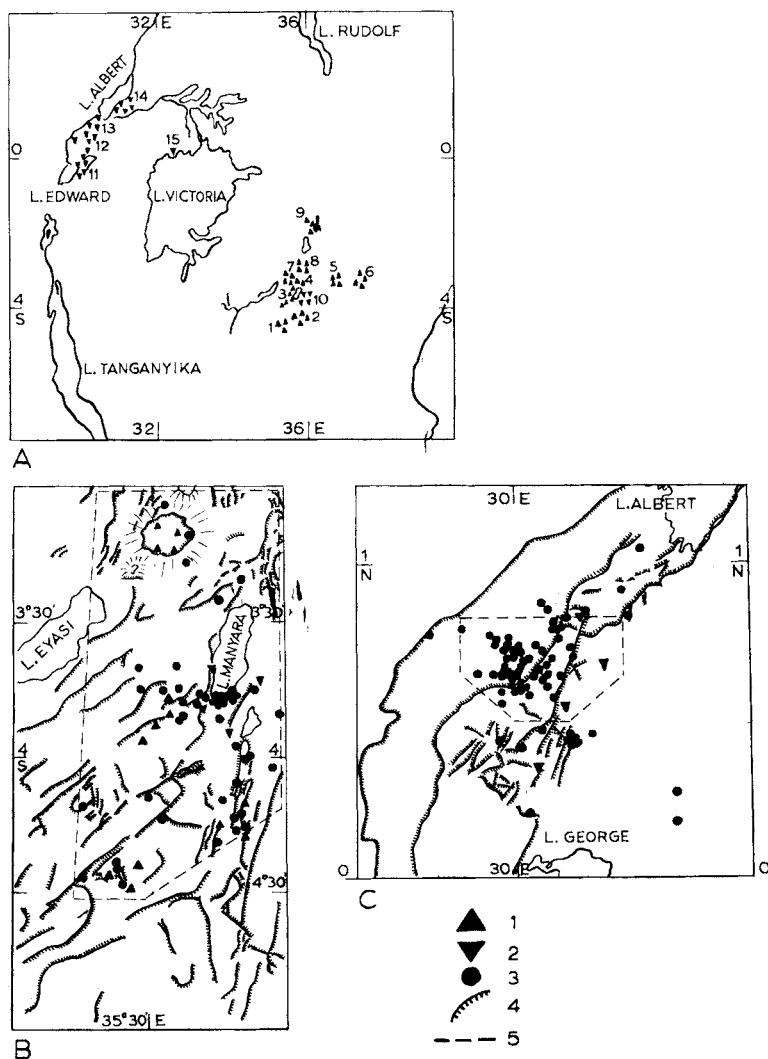 32 E
36
L. RUDOLF
L. ALBERT
14
13
12
15
0
0
11
L. EDWARD
L. VICTORIA
9
7
8
5
6
4
3
10
4
S
4
1
2
L. TANGANYIKA
32
36 E
A
3°30'
3°30'
L. EYASI
L. MANYARA
?
4
S
4
4°30'
35°30 E
B
30 E
L. ALBERT
1
N
1
N
L. GEORGE
0
30 E
0
C
1
2
3
4
5